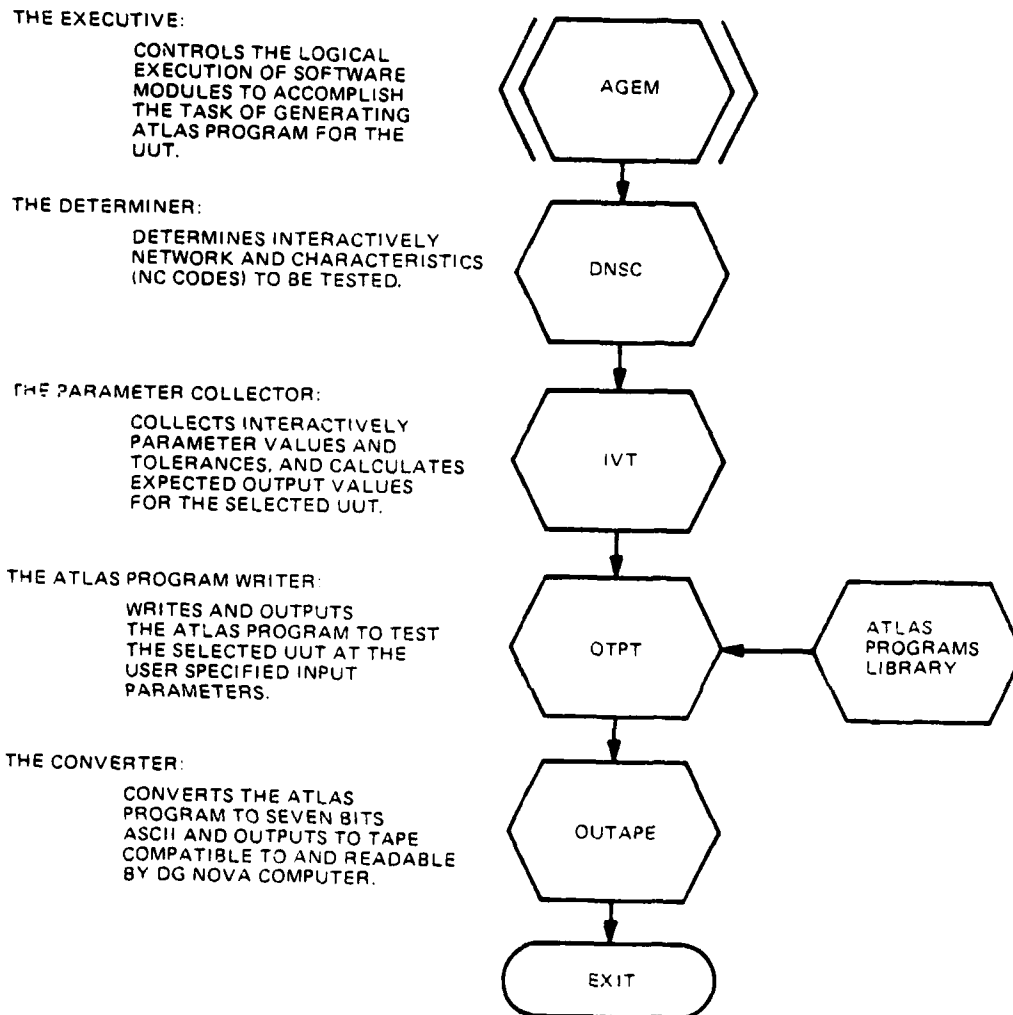 THE EXECUTIVE:
CONTROLS THE LOGICAL
EXECUTION OF SOFTWARE
MODULES TO ACCOMPLISH
THE TASK OF GENERATING
ATLAS PROGRAM FOR THE
UUT.
AGEM
THE DETERMINER:
DETERMINES INTERACTIVELY
NETWORK AND CHARACTERISTICS
(NC CODES) TO BE TESTED.
DNSC
THE PARAMETER COLLECTOR:
COLLECTS INTERACTIVELY
PARAMETER VALUES AND
TOLERANCES, AND CALCULATES
EXPECTED OUTPUT VALUES
FOR THE SELECTED UUT.
IVT
THE ATLAS PROGRAM WRITER:
WRITES AND OUTPUTS
THE ATLAS PROGRAM TO TEST
THE SELECTED UUT AT THE
USER SPECIFIED INPUT
PARAMETERS.
OTPT
ATLAS
PROGRAMS
LIBRARY
THE CONVERTER:
CONVERTS THE ATLAS
PROGRAM TO SEVEN BITS
ASCII AND OUTPUTS TO TAPE
COMPATIBLE TO AND READABLE
BY DG NOVA COMPUTER.
OUTAPE
EXIT